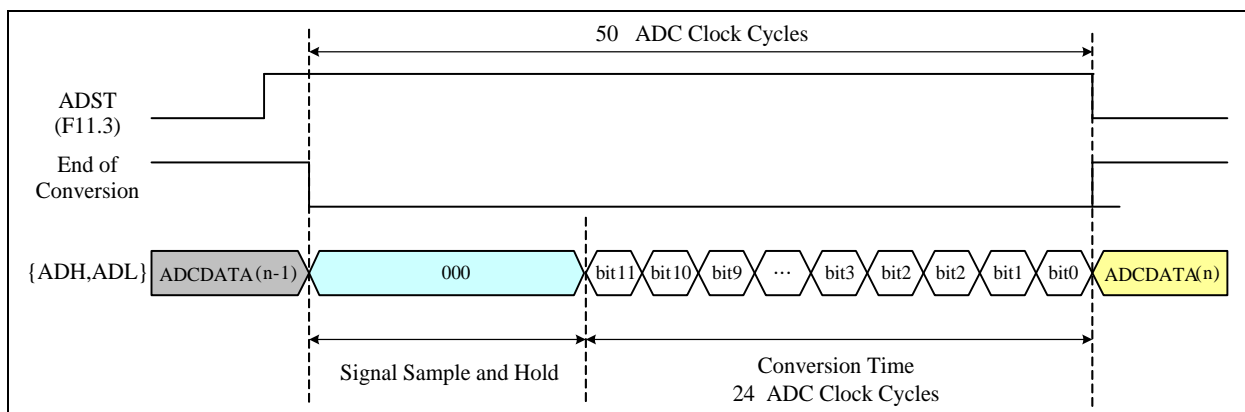 50 ADC Clock Cycles
ADST
(F11.3)
End of
Conversion
{ADH,ADL}
ADCDATA(n-1)
000
bit11
bit10
bit9
...
bit3
bit2
bit2
bit1
bit0
ADCDATA(n)
Signal Sample and Hold
Conversion Time
24 ADC Clock Cycles